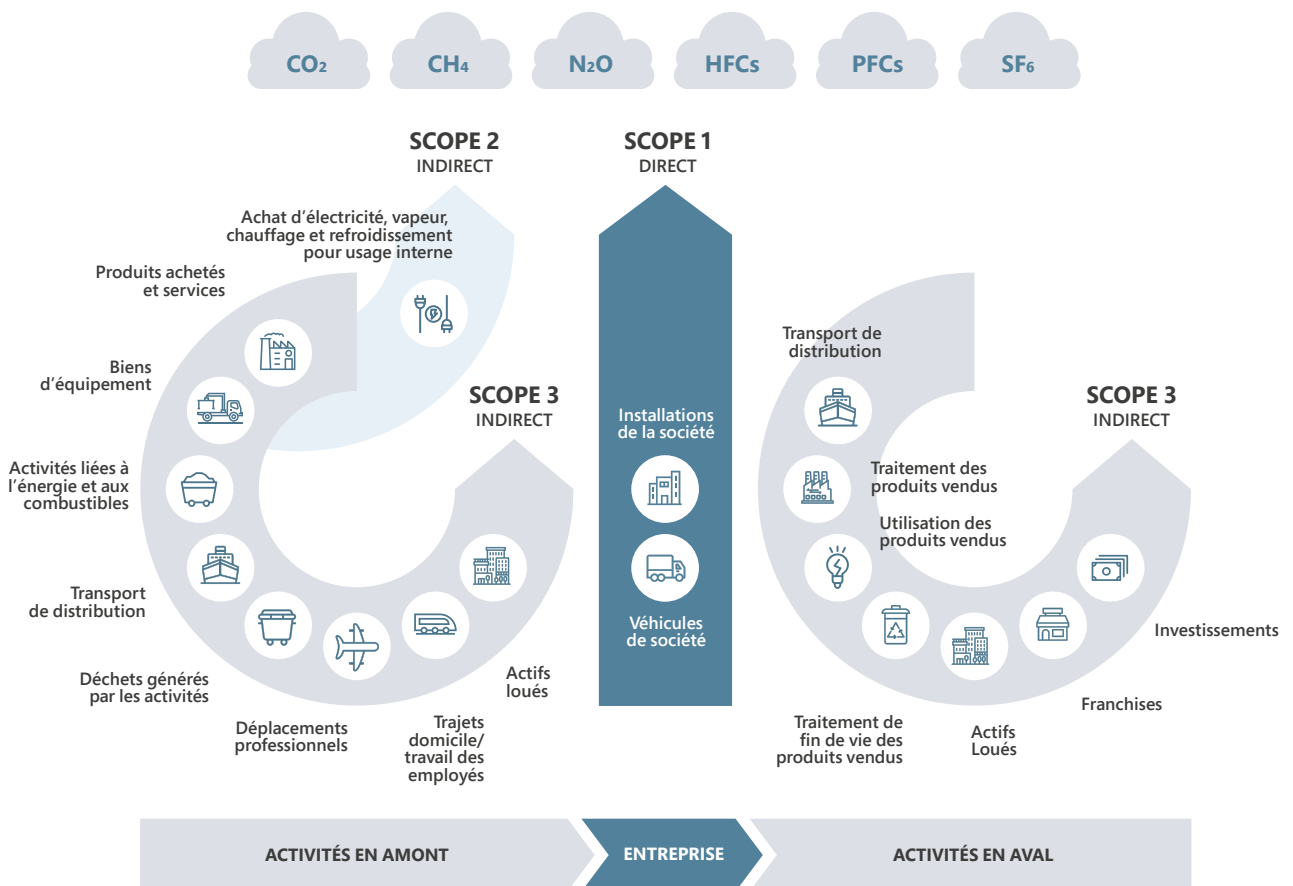 CO₂
CH₄
N₂O
HFCs
PFCs
SF₆
SCOPE 2
INDIRECT
SCOPE 1
DIRECT
Achat d’électricité, vapeur,
chauffage et refroidissement
pour usage interne
Produits achetés
et services
Biens
d’équipement
Activités liées à
l’énergie et aux
combustibles
Transport
de distribution
Déchets générés
par les activités
Déplacements
professionnels
Trajets
domicile/
travail des
employés
Actifs
loués
SCOPE 3
INDIRECT
Installations
de la société
Véhicules
de société
Transport de
distribution
Traitement des
produits vendus
Utilisation des
produits vendus
Traitement de
fin de vie des
produits vendus
Actifs
Loués
Franchises
Investissements
SCOPE 3
INDIRECT
ACTIVITÉS EN AMONT
ENTREPRISE
ACTIVITÉS EN AVAL